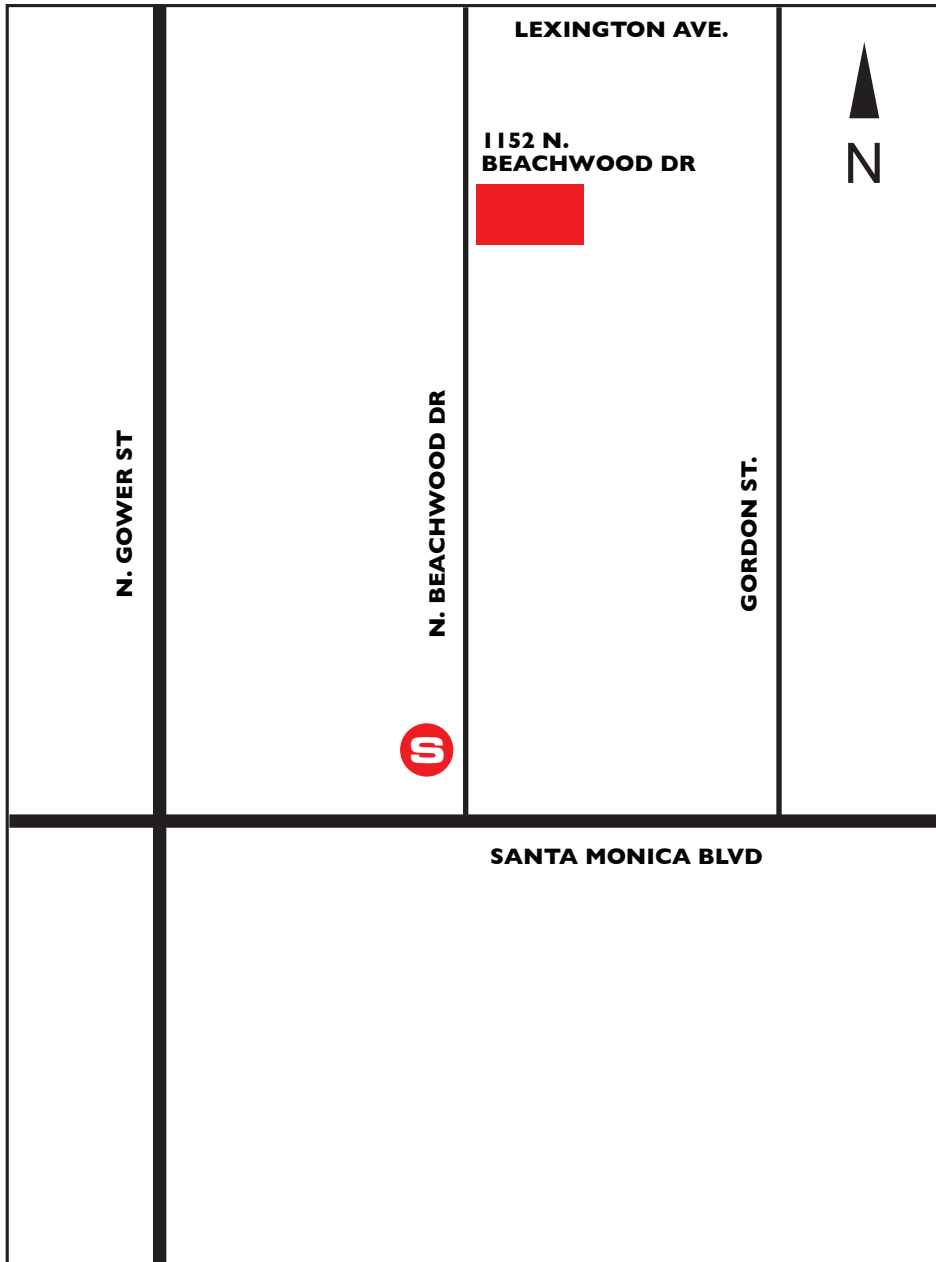 LEXINGTON AVE.
1152 N.
BEACHWOOD DR
N
N. GOWER ST
N. BEACHWOOD DR
GORDON ST.
S
SANTA MONICA BLVD